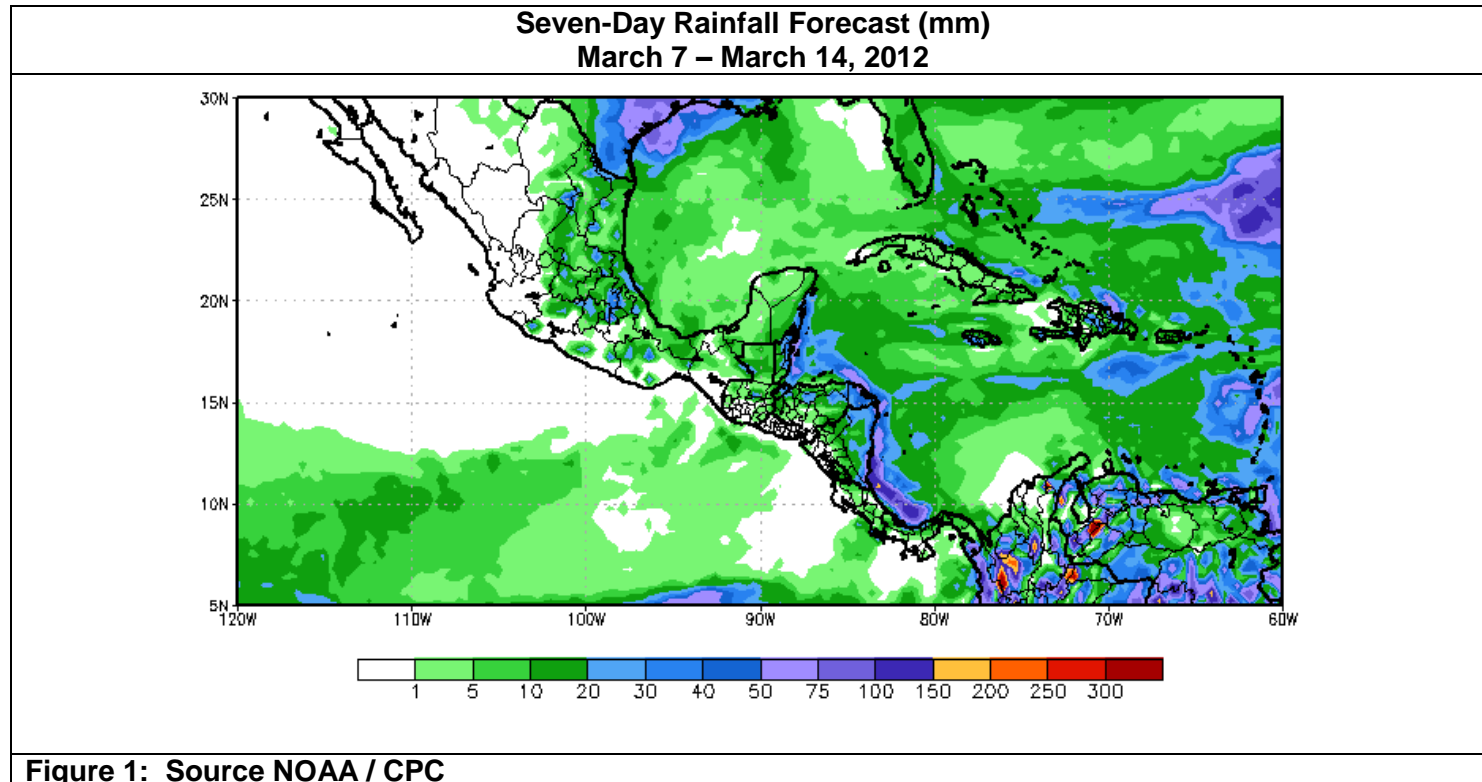 Seven-Day Rainfall Forecast (mm)
March 7 – March 14, 2012
30N
25N
20N
15N
10N
5N
120W 110W 100W 90W 80W 70W 60W
1 5 10 20 30 40 50 75 100 150 200 250 300
Figure 1: Source NOAA / CPC